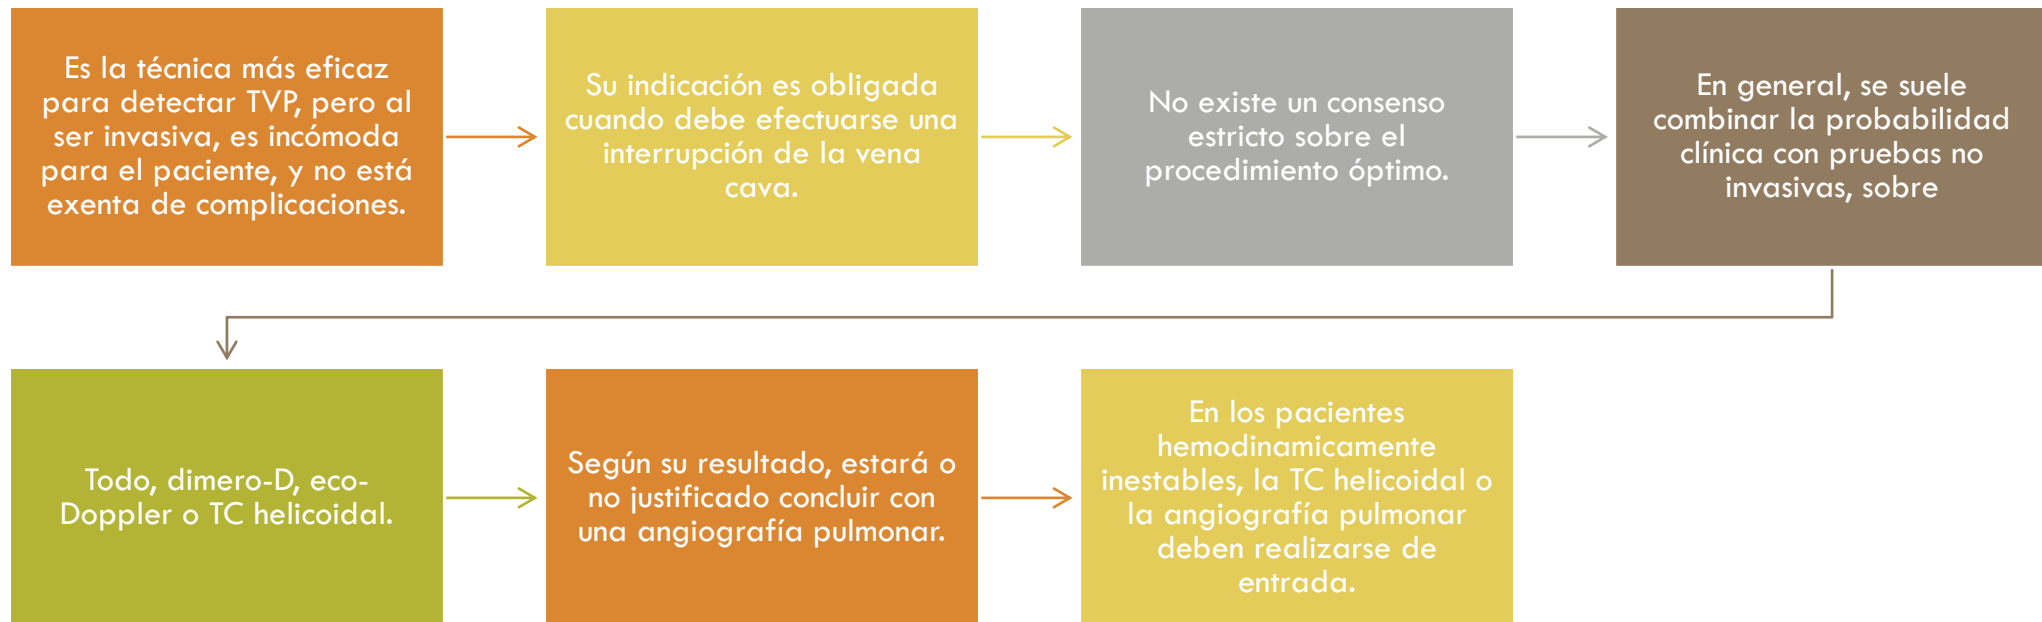 Es la técnica más eficaz
para detectar TVP, pero al
ser invasiva, es incómoda
para el paciente, y no está
exenta de complicaciones.
Su indicación es obligada
cuando debe efectuarse una
interrupción de la vena
cava.
No existe un consenso
estricto sobre el
procedimiento óptimo.
En general, se suele
combinar la probabilidad
clínica con pruebas no
invasivas, sobre
Todo, dimero-D, eco-
Doppler o TC helicoidal.
Según su resultado, estará o
no justificado concluir con
una angiografía pulmonar.
En los pacientes
hemodinamicamente
inestables, la TC helicoidal o
la angiografía pulmonar
deben realizarse de
entrada.